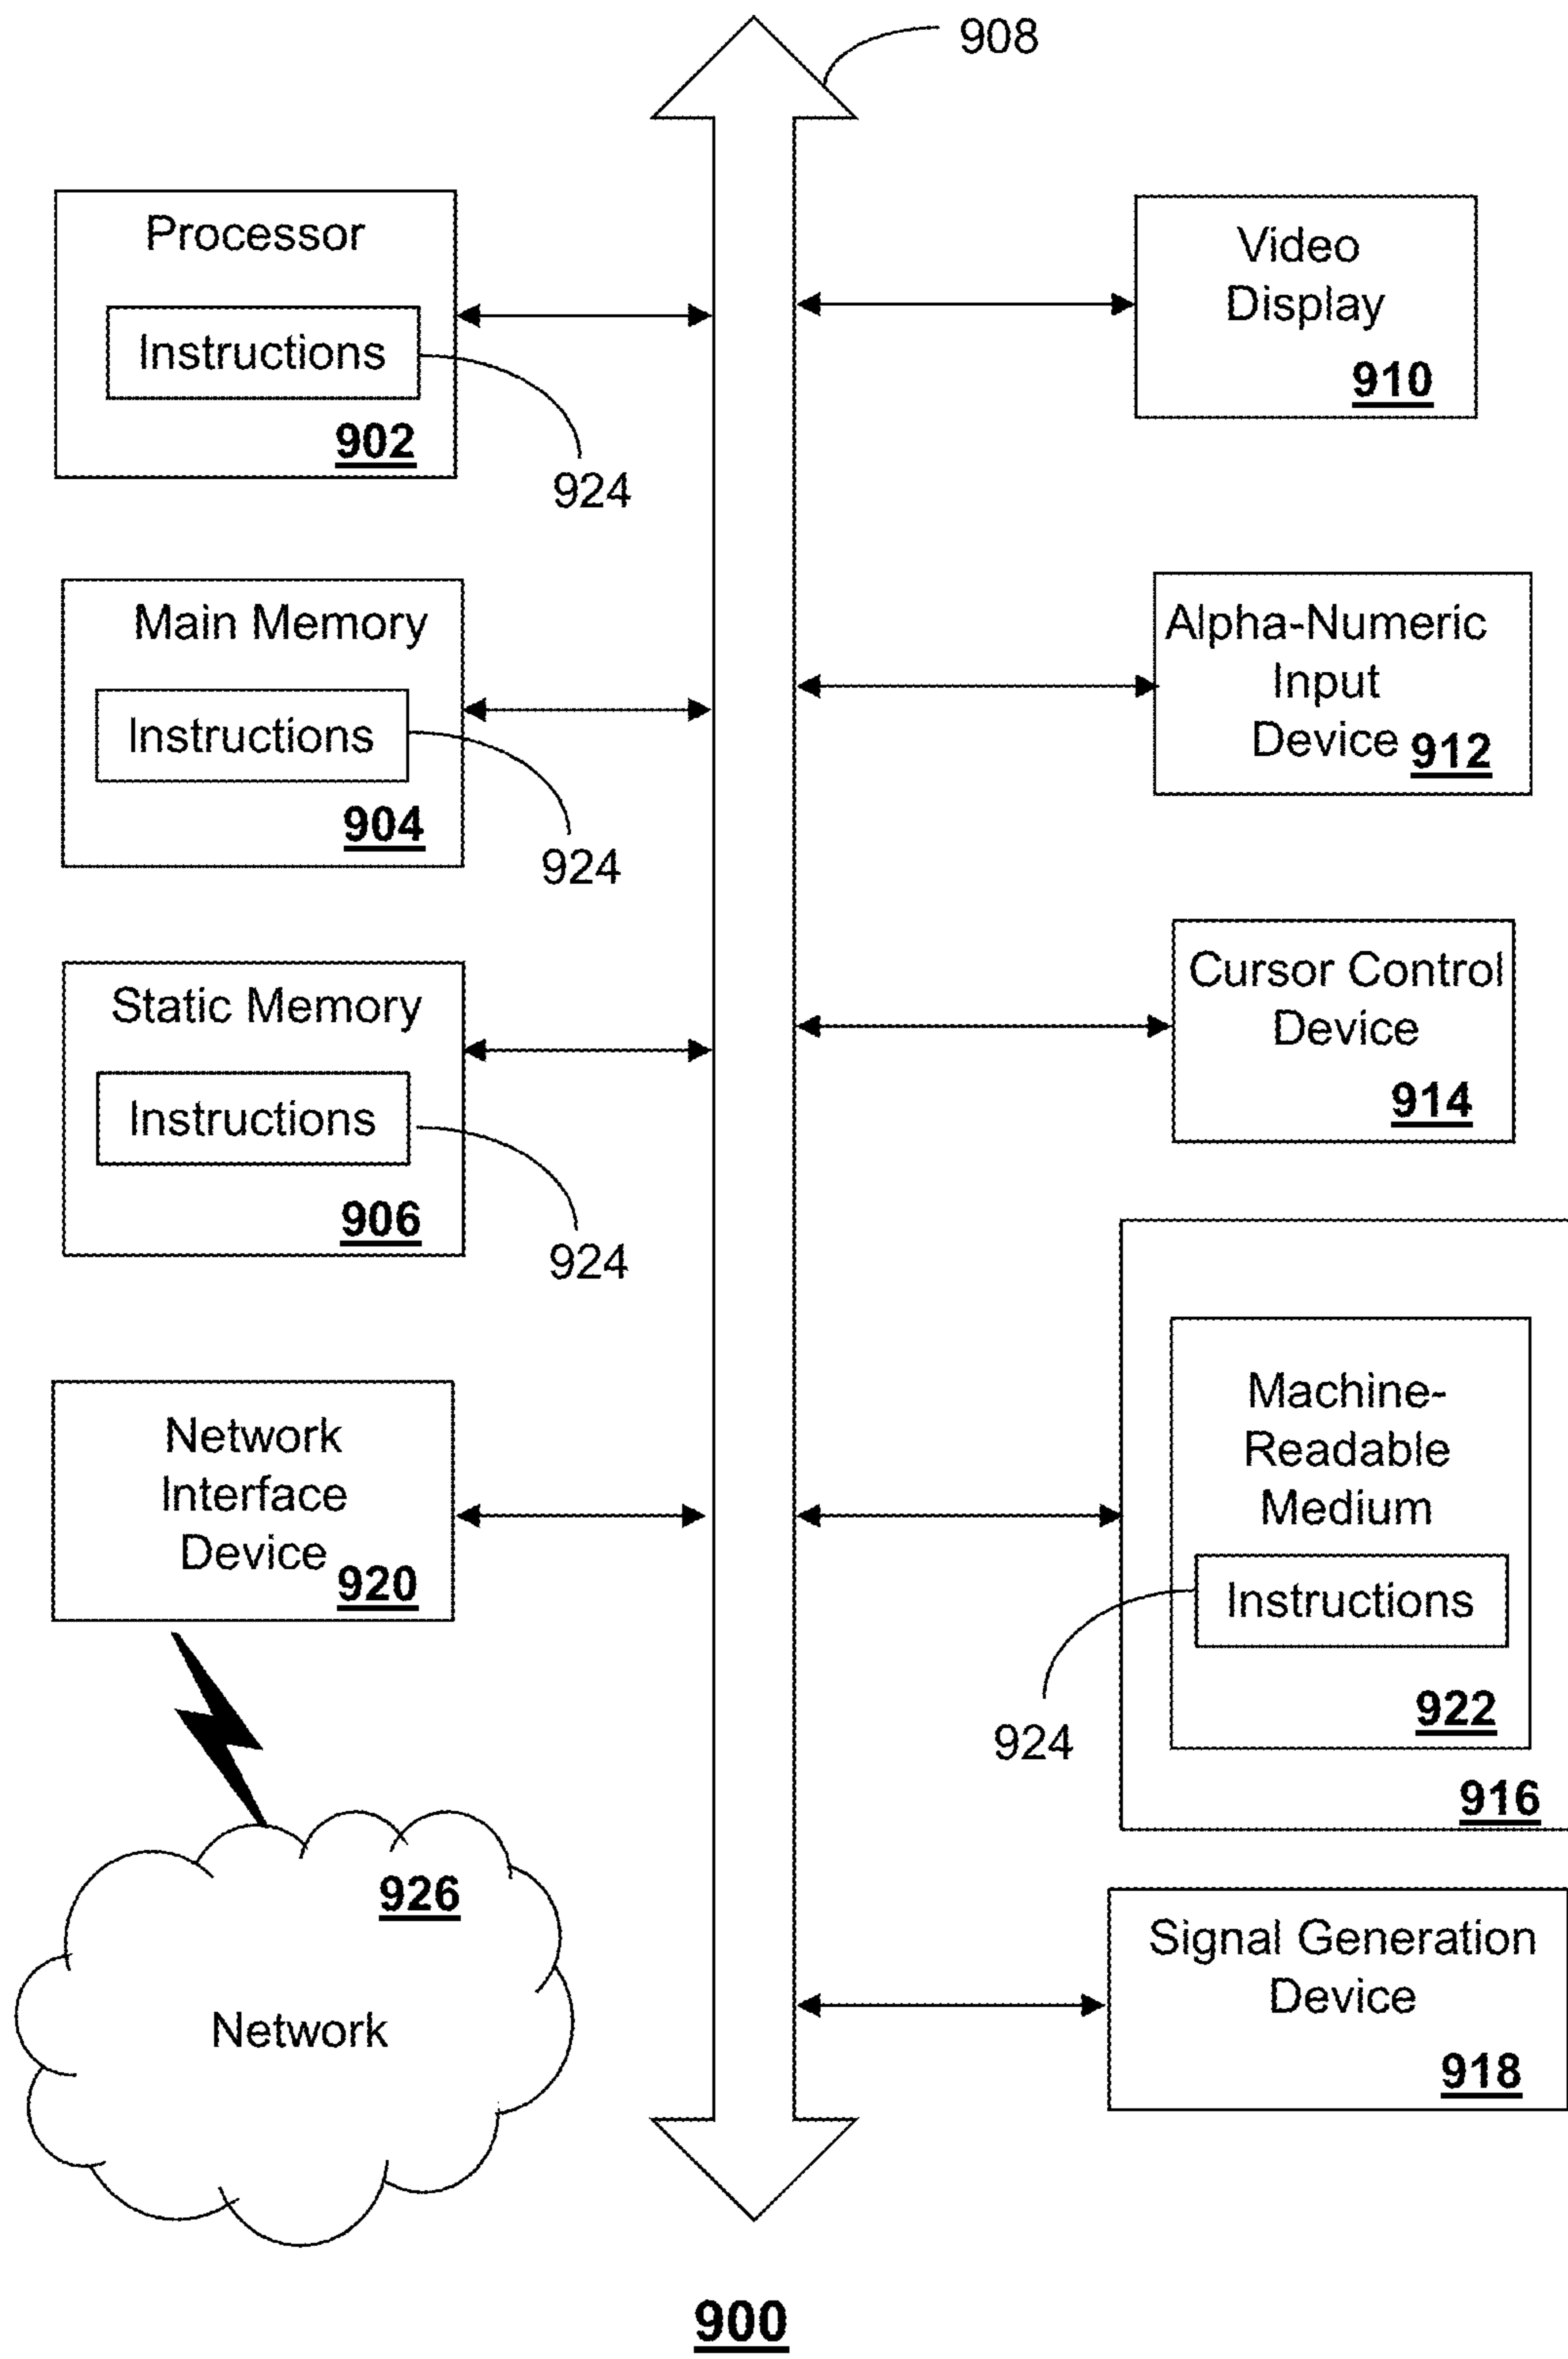 908
Processor
Instructions
902
924
Main Memory
Instructions
904
924
Static Memory
Instructions
906
924
Network
Interface
Device
920
926
Network
Video
Display
910
Alpha-Numeric
Input
Device
912
Cursor Control
Device
914
Machine-
Readable
Medium
Instructions
924
922
916
Signal Generation
Device
918
900